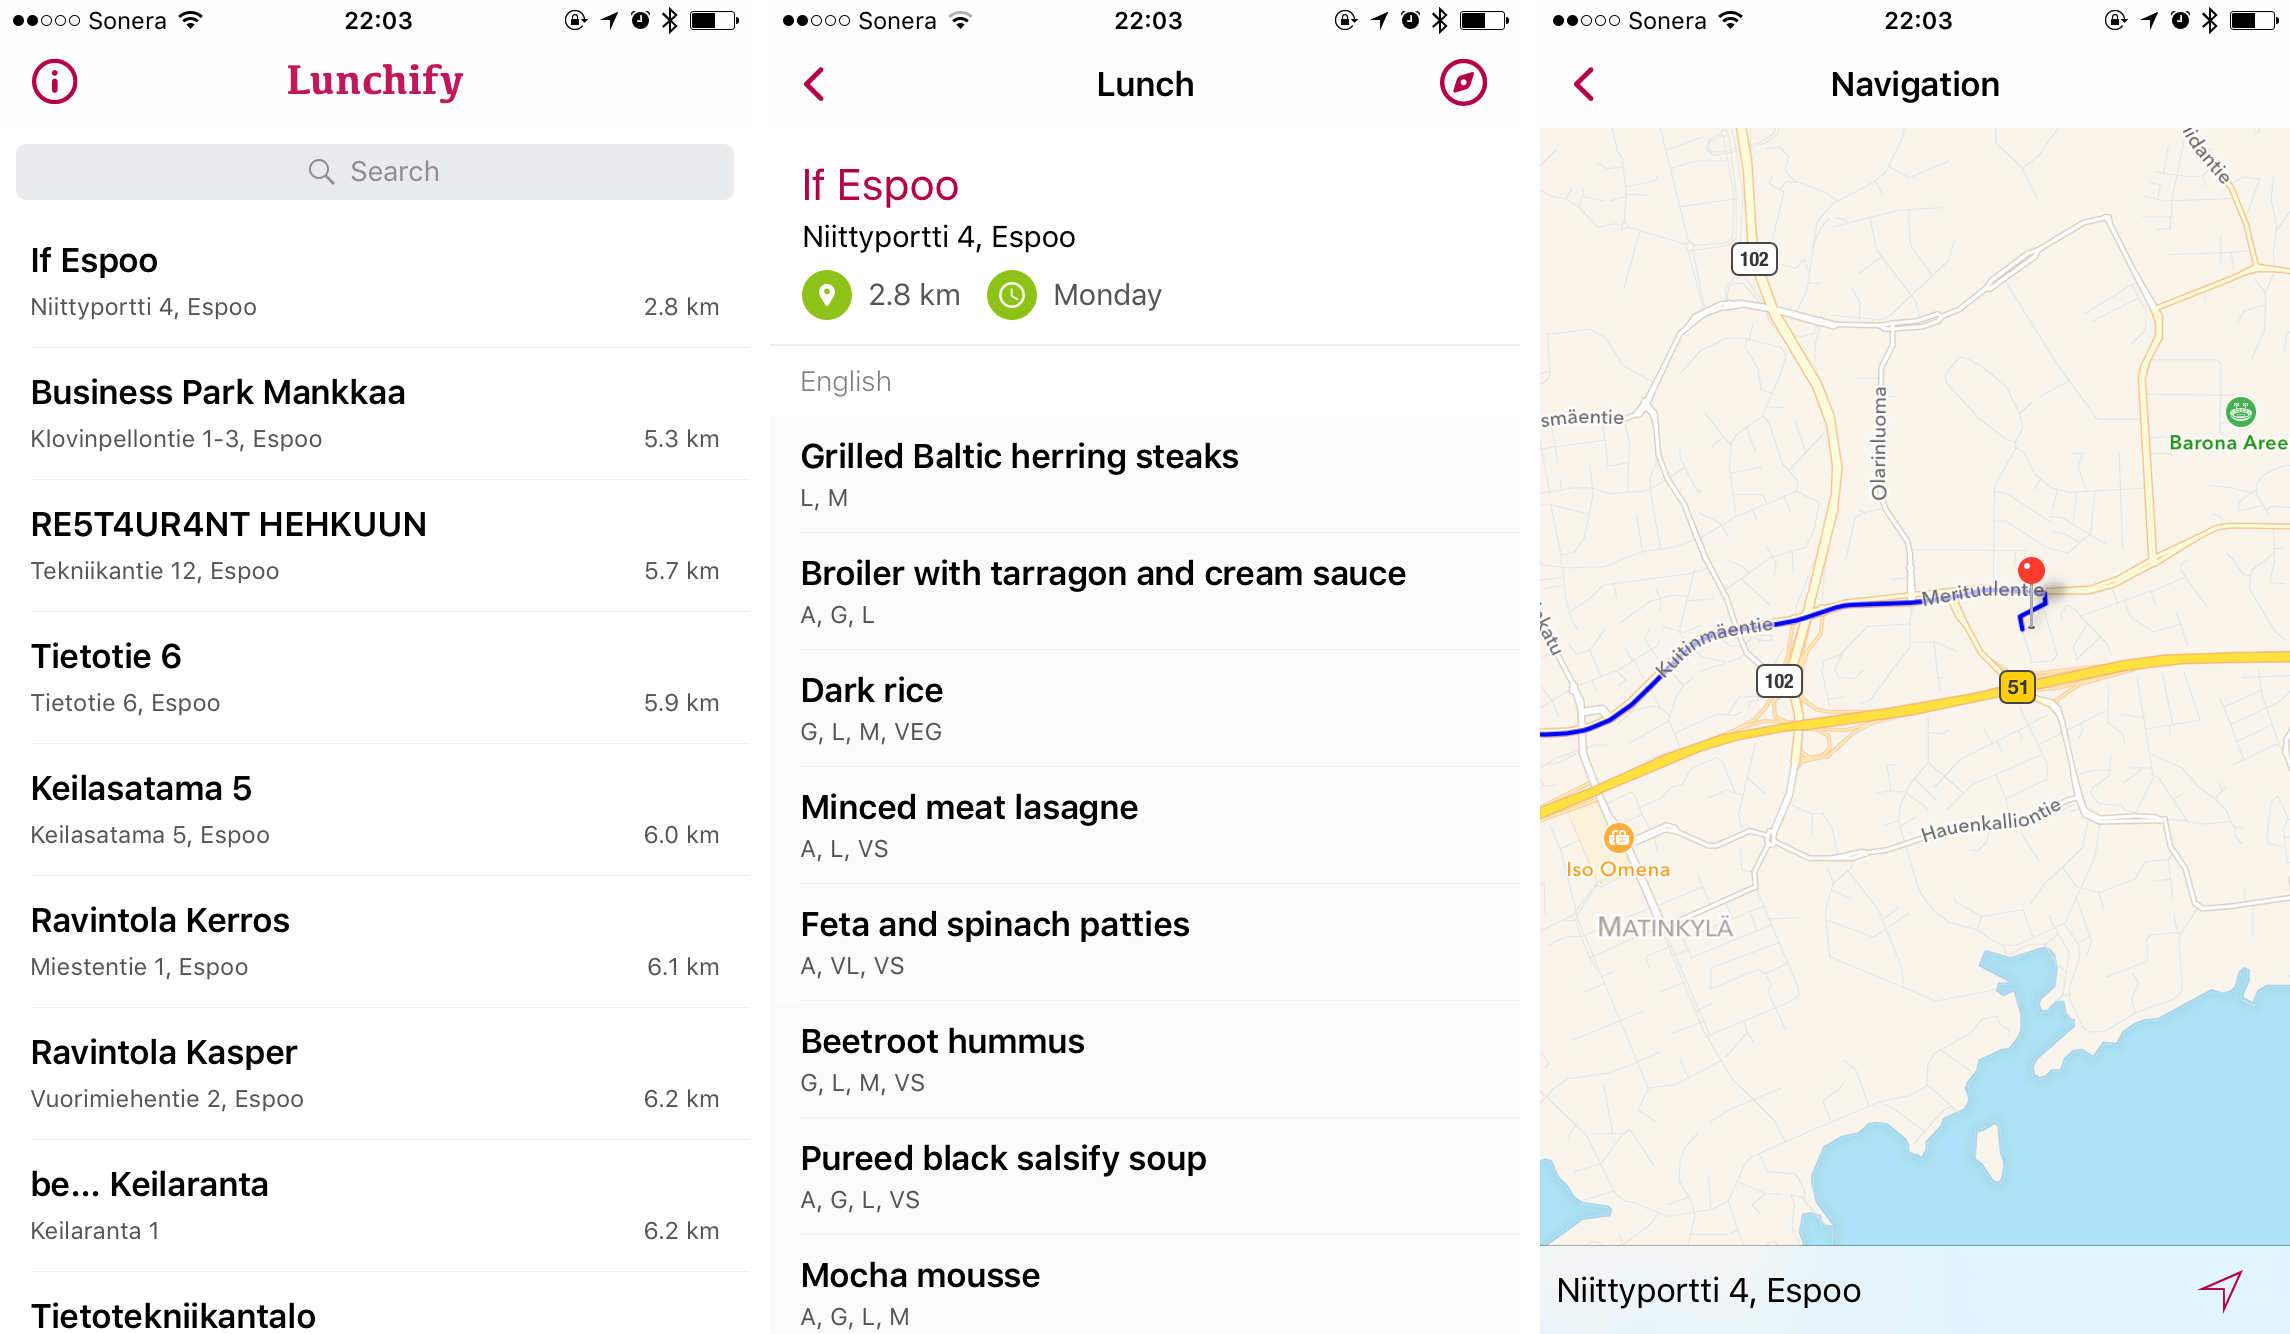 Sonera 22:03
Lunchify
Search
If Espoo
Niittyportti 4, Espoo 2.8 km
Business Park Mankkaa
Klovinpellontie 1-3, Espoo 5.3 km
RE5T4UR4NT HEHKUUN
Tekniikantie 12, Espoo 5.7 km
Tietotie 6
Tietotie 6, Espoo 5.9 km
Keilasatama 5
Keilasatama 5, Espoo 6.0 km
Ravintola Kerros
Miestentie 1, Espoo 6.1 km
Ravintola Kasper
Vuorimiehentie 2, Espoo 6.2 km
be... Keilaranta
Keilaranta 1 6.2 km
Tietotekniikantalo
Sonera 22:03
Lunch
If Espoo
Niittyportti 4, Espoo
2.8 km Monday
English
Grilled Baltic herring steaks
L, M
Broiler with tarragon and cream sauce
A, G, L
Dark rice
G, L, M, VEG
Minced meat lasagne
A, L, VS
Feta and spinach patties
A, VL, VS
Beetroot hummus
G, L, M, VS
Pureed black salsify soup
A, G, L, VS
Mocha mousse
A, G, L, M
Sonera 22:03
Navigation
iidantie
102
smäentie
Olarinluoma
Barona Aree
Merituulentie
Kuitinmäentie
katu
102
51
Hauenkalliontie
Iso Omena
MATINKYLÄ
Niittyportti 4, Espoo